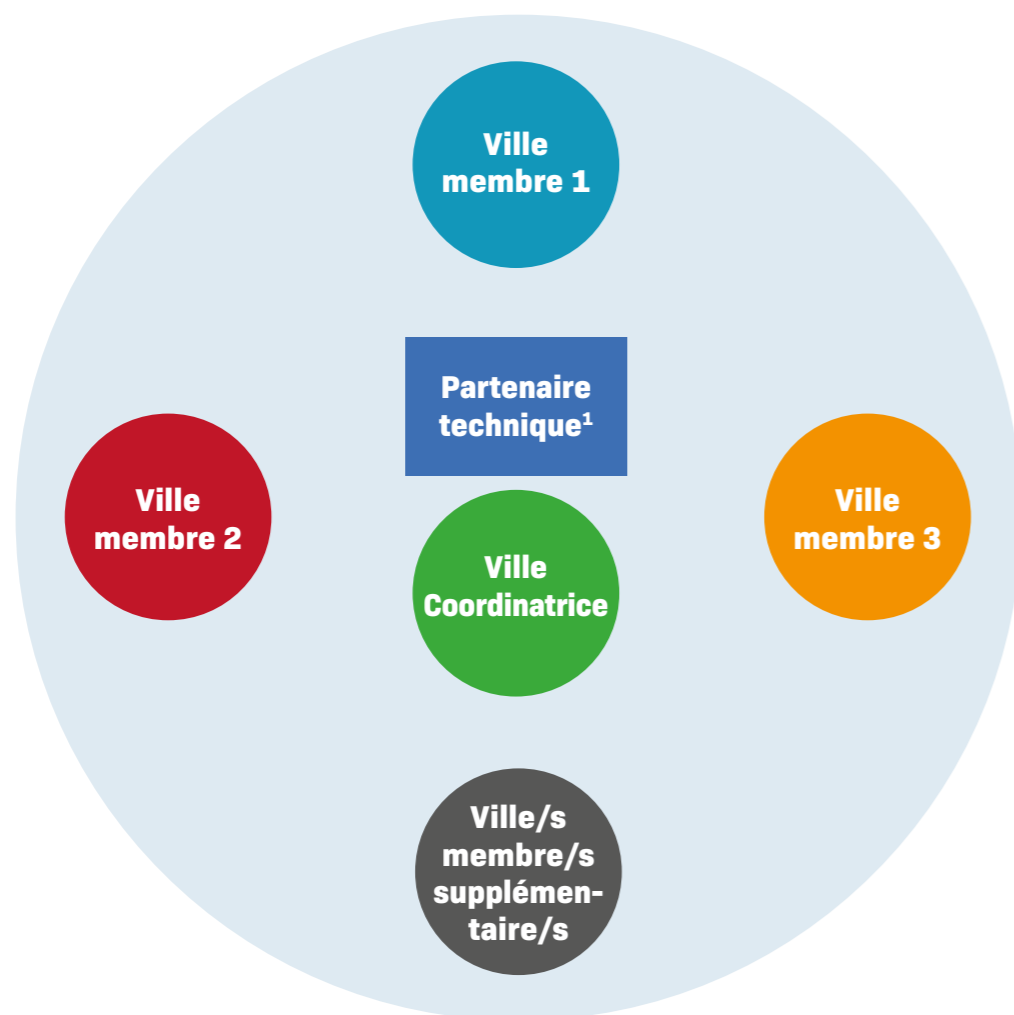 Ville
membre 1
Partenaire
technique¹
Ville
membre 2
Ville
membre 3
Ville
Coordinatrice
Ville/s
membre/s
supplémen-
taire/s